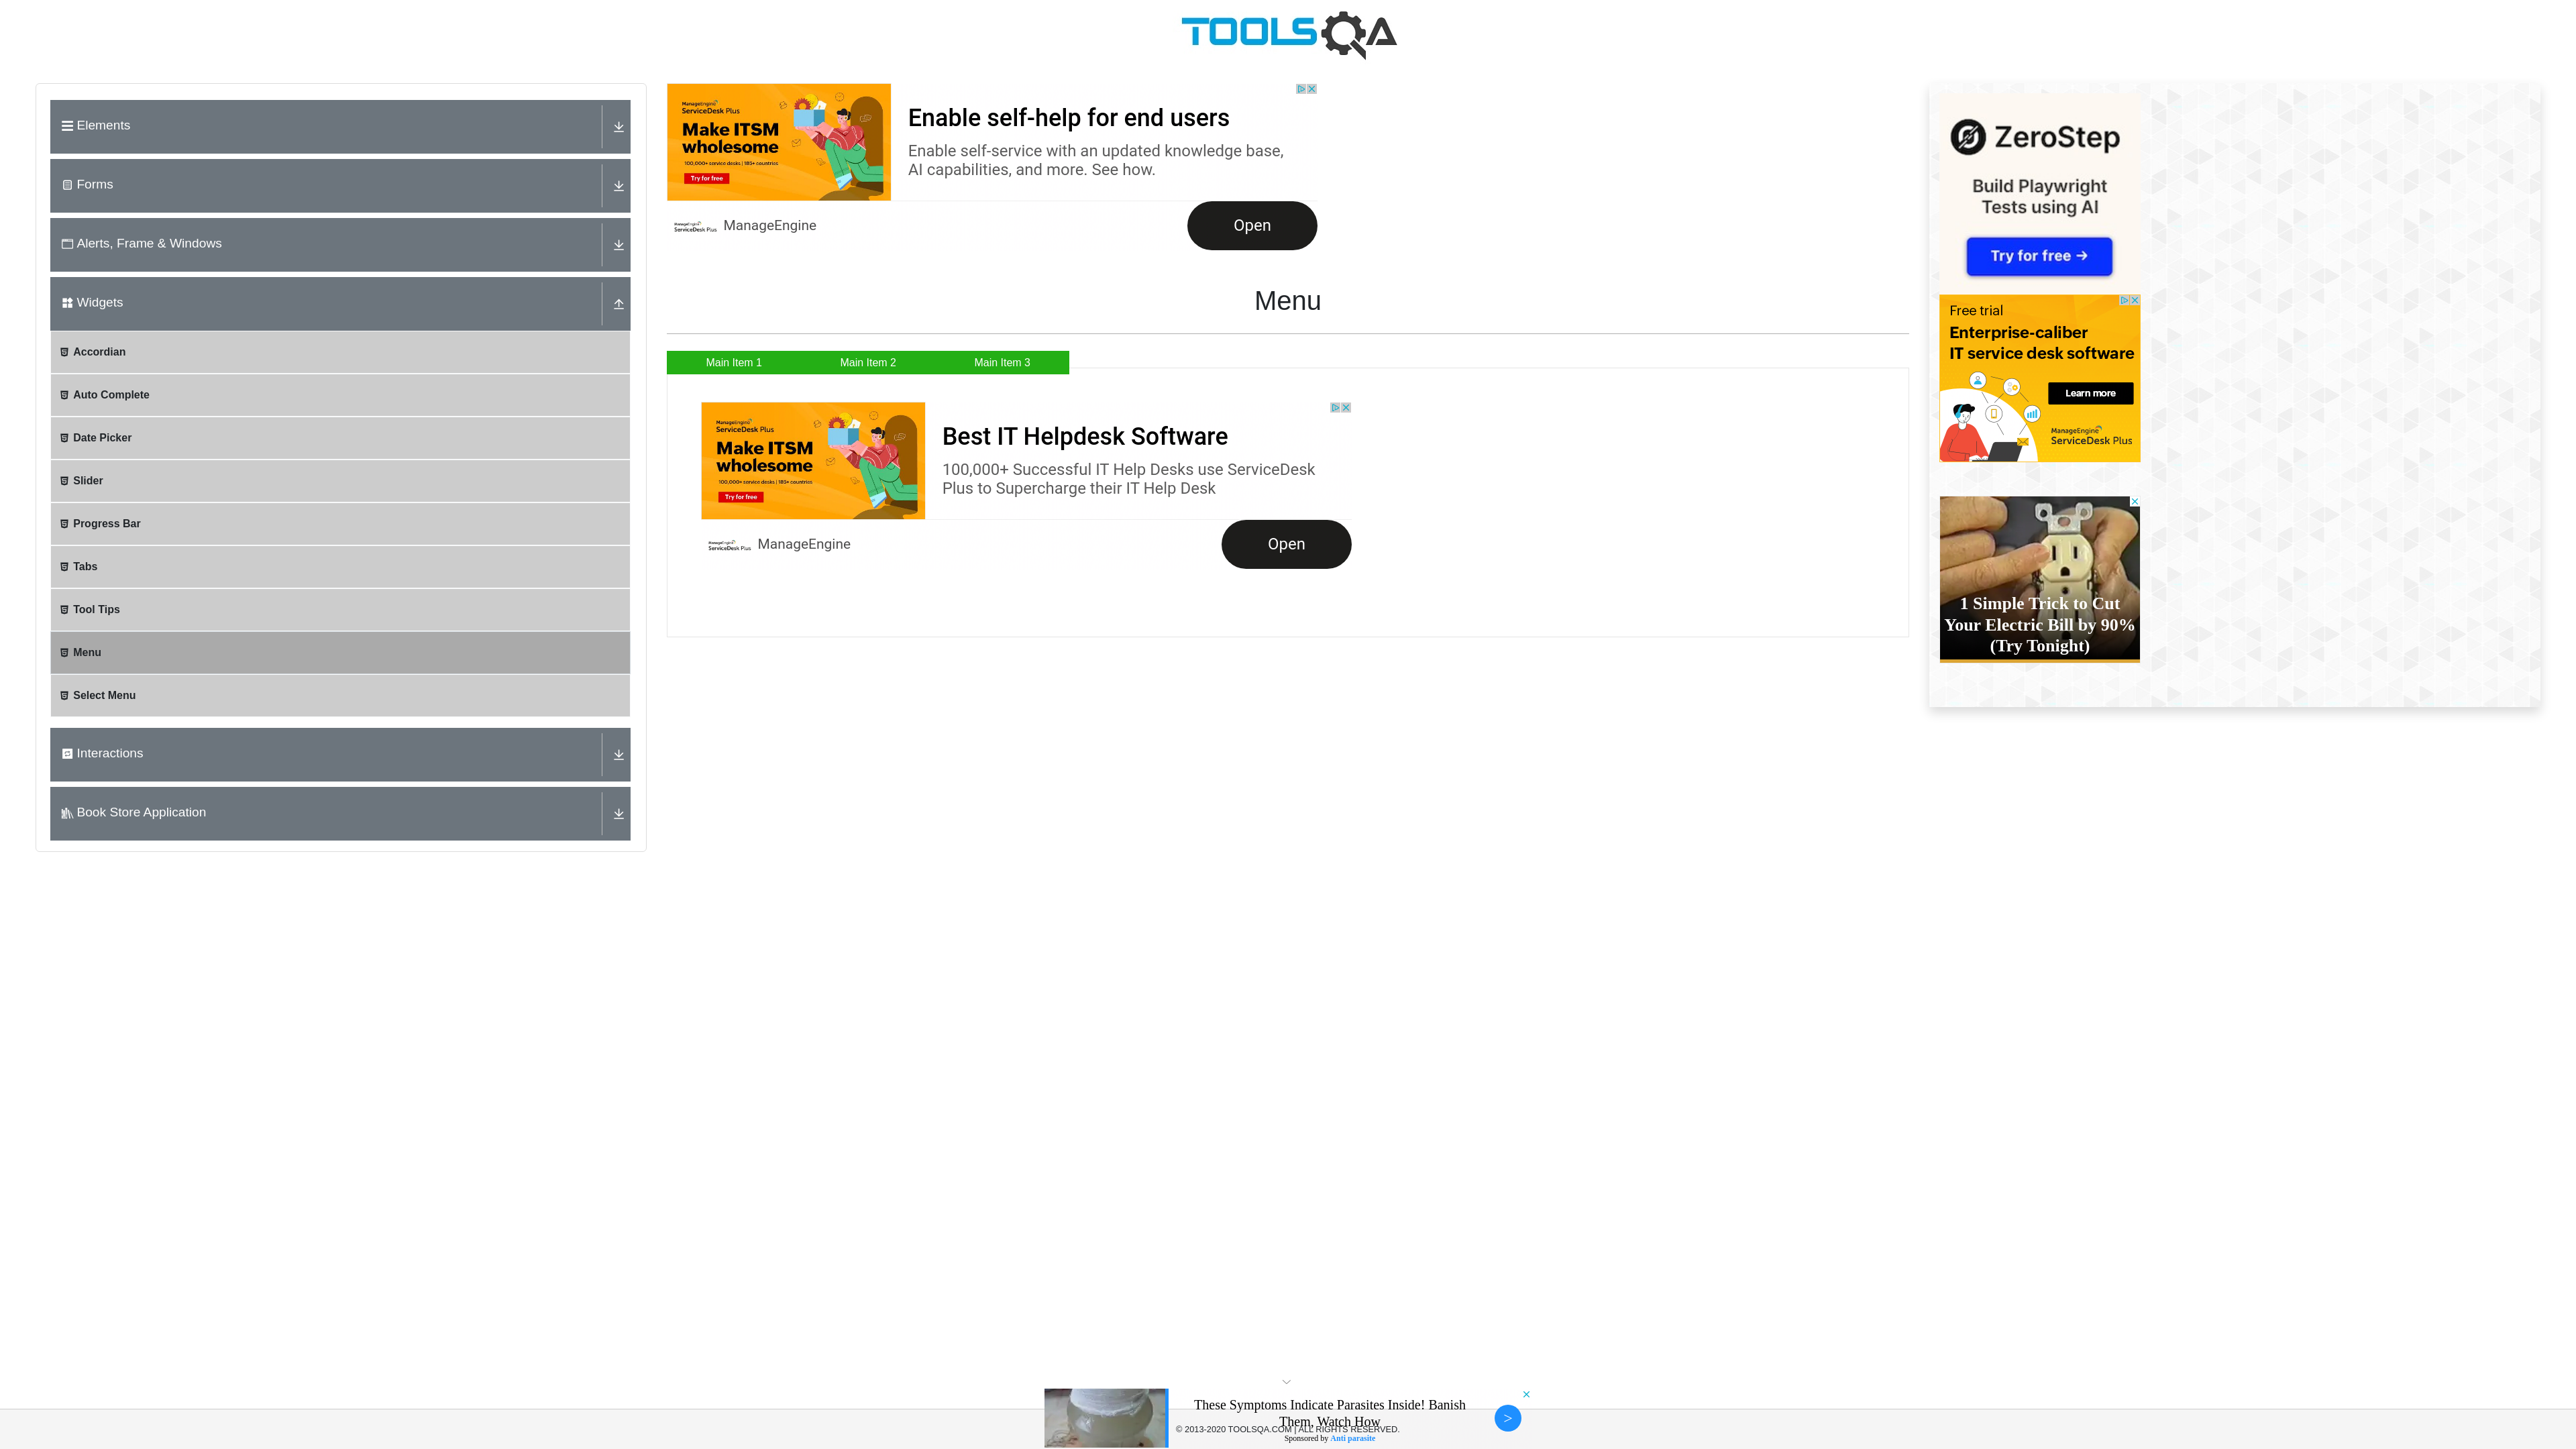 TOOLSQA
Elements
Forms
Alerts, Frame & Windows
Widgets
Accordian
Auto Complete
Date Picker
Slider
Progress Bar
Tabs
Tool Tips
Menu
Select Menu
Interactions
Book Store Application
ManageEngine
ServiceDesk Plus
Make ITSM
wholesome
100,000+ service desks | 185+ countries
Try for free
Enable self-help for end users
Enable self-service with an updated knowledge base,
AI capabilities, and more. See how.
ManageEngine
ServiceDesk Plus
ManageEngine
Open
Menu
Main Item 1
Main Item 2
Main Item 3
ManageEngine
ServiceDesk Plus
Make ITSM
wholesome
100,000+ service desks | 185+ countries
Try for free
Best IT Helpdesk Software
100,000+ Successful IT Help Desks use ServiceDesk
Plus to Supercharge their IT Help Desk
ManageEngine
ServiceDesk Plus
ManageEngine
Open
ZeroStep
Build Playwright
Tests using AI
Try for free →
Free trial
Enterprise-caliber
IT service desk software
Learn more
ManageEngine
ServiceDesk Plus
1 Simple Trick to Cut
Your Electric Bill by 90%
(Try Tonight)
These Symptoms Indicate Parasites Inside! Banish
Them, Watch How
© 2013-2020 TOOLSQA.COM | ALL RIGHTS RESERVED.
Sponsored by Anti parasite
>